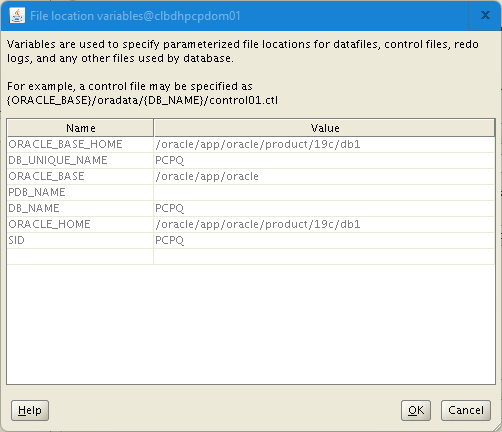 File location variables@clbdhpcpdom01
Variables are used to specify parameterized file locations for datafiles, control files, redo
logs, and any other files used by database.
For example, a control file may be specified as
{ORACLE_BASE}/oradata/{DB_NAME}/control01.ctl
Name Value
ORACLE_BASE_HOME /oracle/app/oracle/product/19c/db1
DB_UNIQUE_NAME PCPQ
ORACLE_BASE /oracle/app/oracle
PDB_NAME
DB_NAME PCPQ
ORACLE_HOME /oracle/app/oracle/product/19c/db1
SID PCPQ
Help OK Cancel